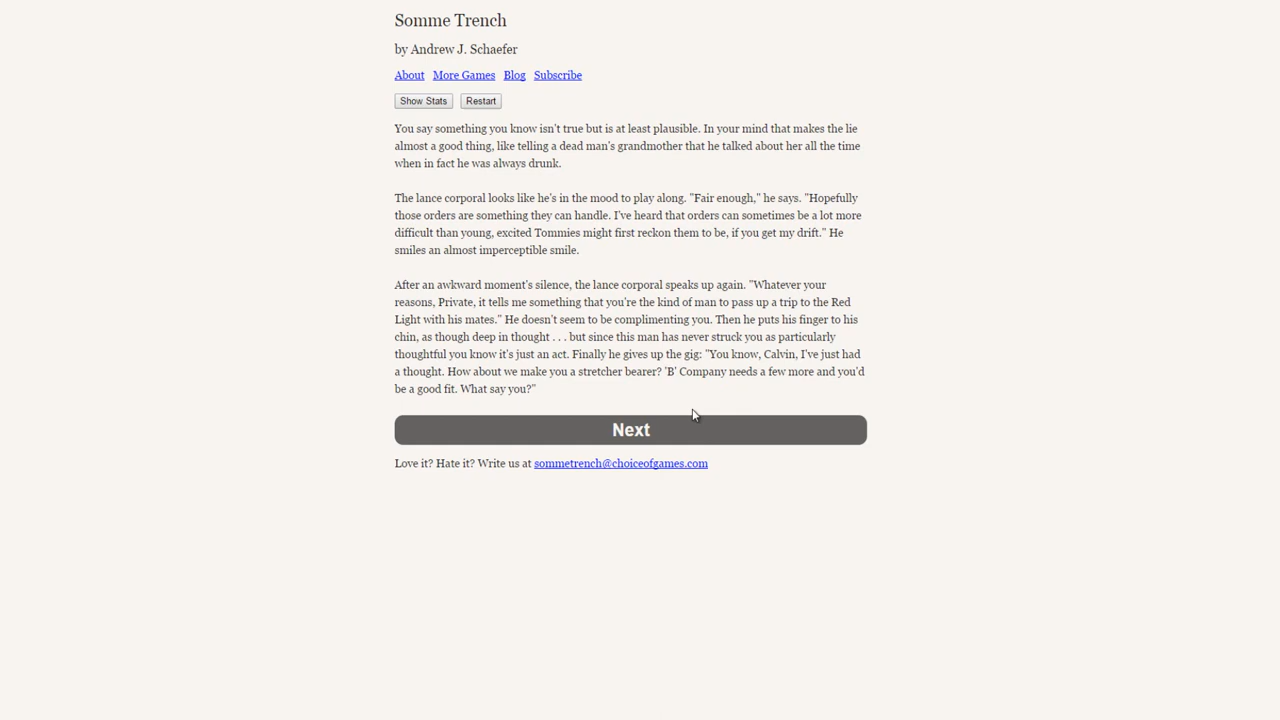 Somme Trench
by Andrew J. Schaefer
About More Games Blog Subscribe
Show Stats Restart
You say something you know isn't true but is at least plausible. In your mind that makes the lie
almost a good thing, like telling a dead man's grandmother that he talked about her all the time
when in fact he was always drunk.
The lance corporal looks like he's in the mood to play along. "Fair enough," he says. "Hopefully
those orders are something they can handle. I've heard that orders can sometimes be a lot more
difficult than young, excited Tommies might first reckon them to be, if you get my drift." He
smiles an almost imperceptible smile.
After an awkward moment's silence, the lance corporal speaks up again. "Whatever your
reasons, Private, it tells me something that you're the kind of man to pass up a trip to the Red
Light with his mates." He doesn't seem to be complimenting you. Then he puts his finger to his
chin, as though deep in thought . . . but since this man has never struck you as particularly
thoughtful you know it's just an act. Finally he gives up the gig: "You know, Calvin, I've just had
a thought. How about we make you a stretcher bearer? 'B' Company needs a few more and you'd
be a good fit. What say you?"
Next
Love it? Hate it? Write us at sommetrench@choiceofgames.com